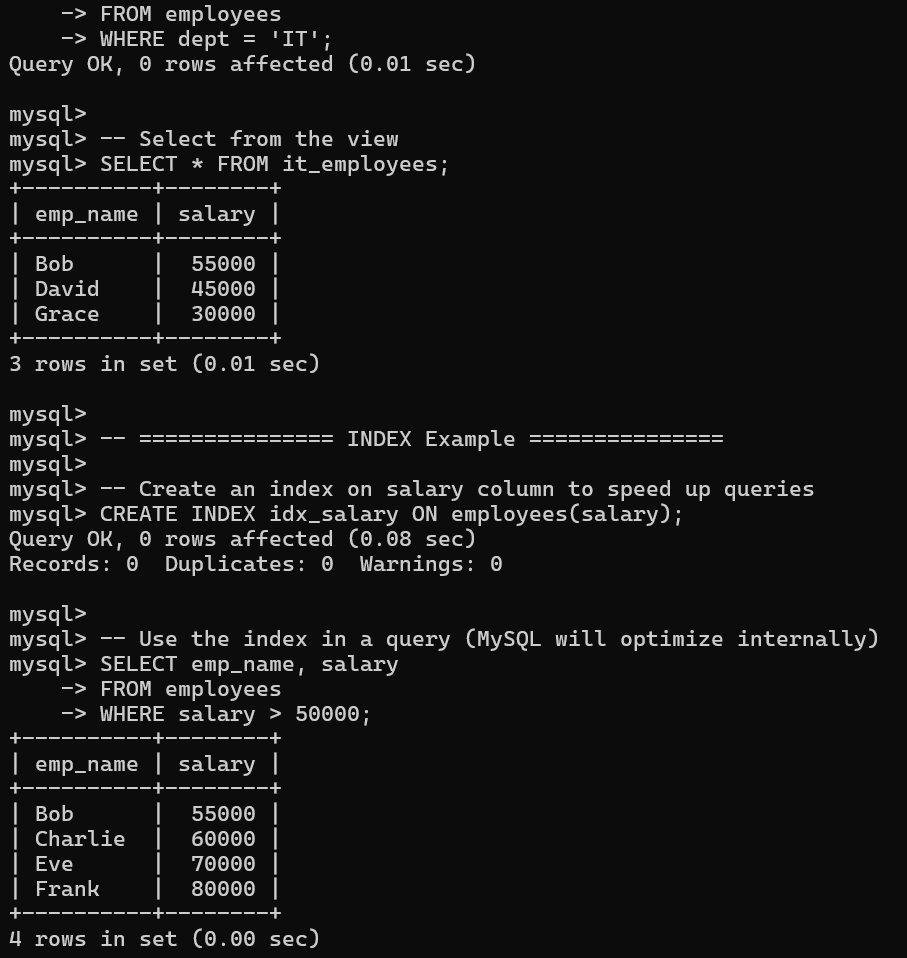 -> FROM employees
    -> WHERE dept = 'IT';
Query OK, 0 rows affected (0.01 sec)

mysql>
mysql> -- Select from the view
mysql> SELECT * FROM it_employees;
+----------+--------+
| emp_name | salary |
+----------+--------+
| Bob      |  55000 |
| David    |  45000 |
| Grace    |  30000 |
+----------+--------+
3 rows in set (0.01 sec)

mysql>
mysql> -- =============== INDEX Example ===============
mysql>
mysql> -- Create an index on salary column to speed up queries
mysql> CREATE INDEX idx_salary ON employees(salary);
Query OK, 0 rows affected (0.08 sec)
Records: 0  Duplicates: 0  Warnings: 0

mysql>
mysql> -- Use the index in a query (MySQL will optimize internally)
mysql> SELECT emp_name, salary
    -> FROM employees
    -> WHERE salary > 50000;
+----------+--------+
| emp_name | salary |
+----------+--------+
| Bob      |  55000 |
| Charlie  |  60000 |
| Eve      |  70000 |
| Frank    |  80000 |
+----------+--------+
4 rows in set (0.00 sec)